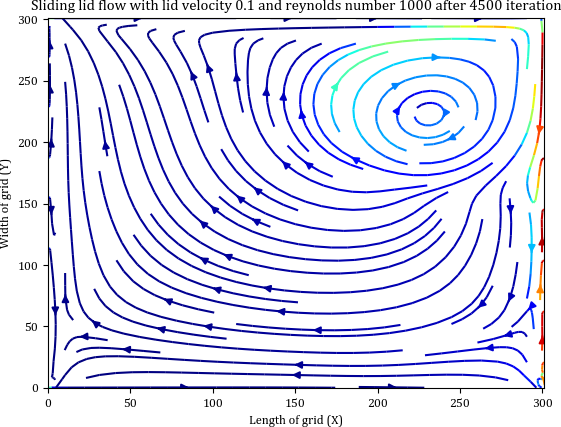 Sliding lid flow with lid velocity 0.1 and reynolds number 1000 after 4500 iteration
300
250
200
150
100
50
0
Width of grid (Y)
0 50 100 150 200 250 300
Length of grid (X)